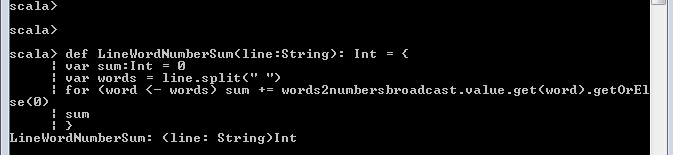 scala>
scala>
scala> def LineWordNumberSum(line:String): Int = {
| var sum:Int = 0
| var words = line.split(" ")
| for (word <- words) sum += words2numbersbroadcast.value.get(word).getOrEl
se(0)
| sum
| }
LineWordNumberSum: (line: String)Int